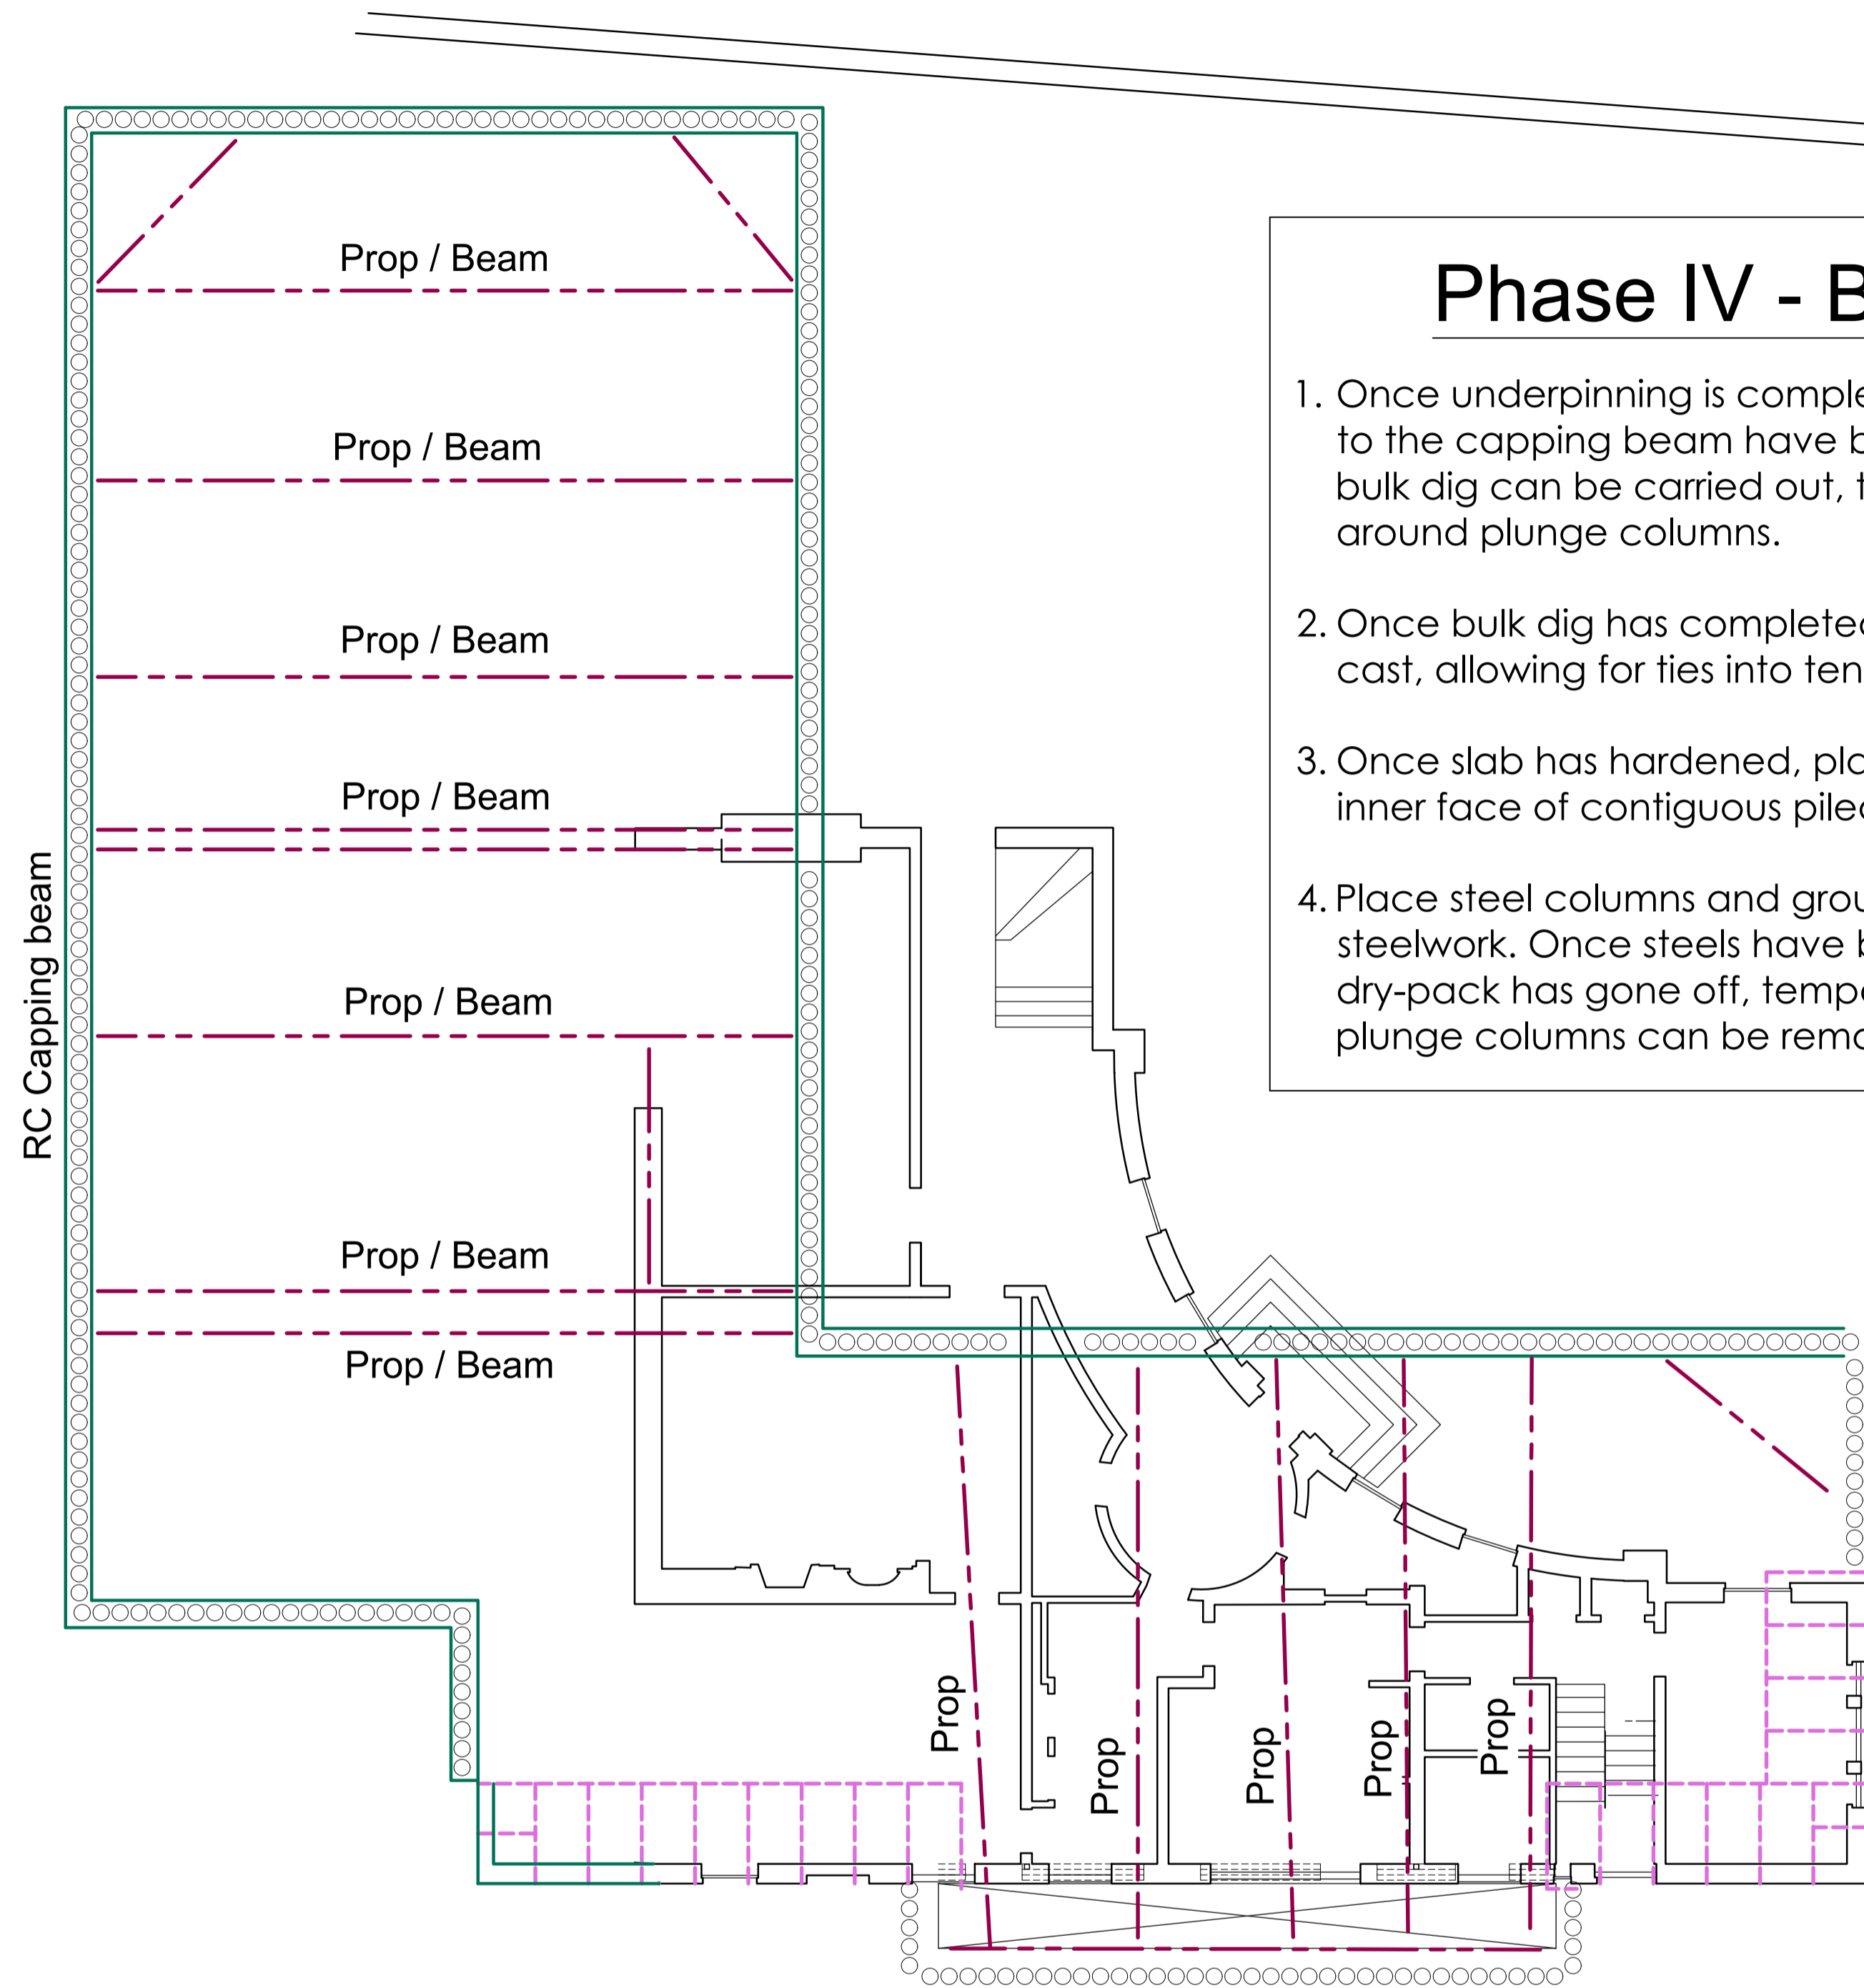 Prop / Beam
Prop / Beam
Prop / Beam
Prop / Beam
RC Capping beam
Prop / Beam
Prop / Beam
Prop / Beam
Phase IV - B
1. Once underpinning is comple
to the capping beam have b
bulk dig can be carried out, t
around plunge columns.
2. Once bulk dig has completed
cast, allowing for ties into ten
3. Once slab has hardened, pla
inner face of contiguous piled
4. Place steel columns and grou
steelwork. Once steels have b
dry-pack has gone off, tempo
plunge columns can be remo
Prop
Prop
Prop
Prop
Prop